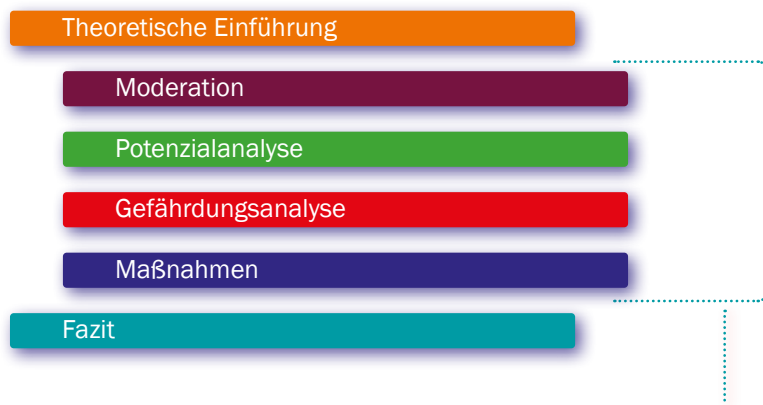 Theoretische Einführung
Moderation
Potenzialanalyse
Gefährdungsanalyse
Maßnahmen
Fazit